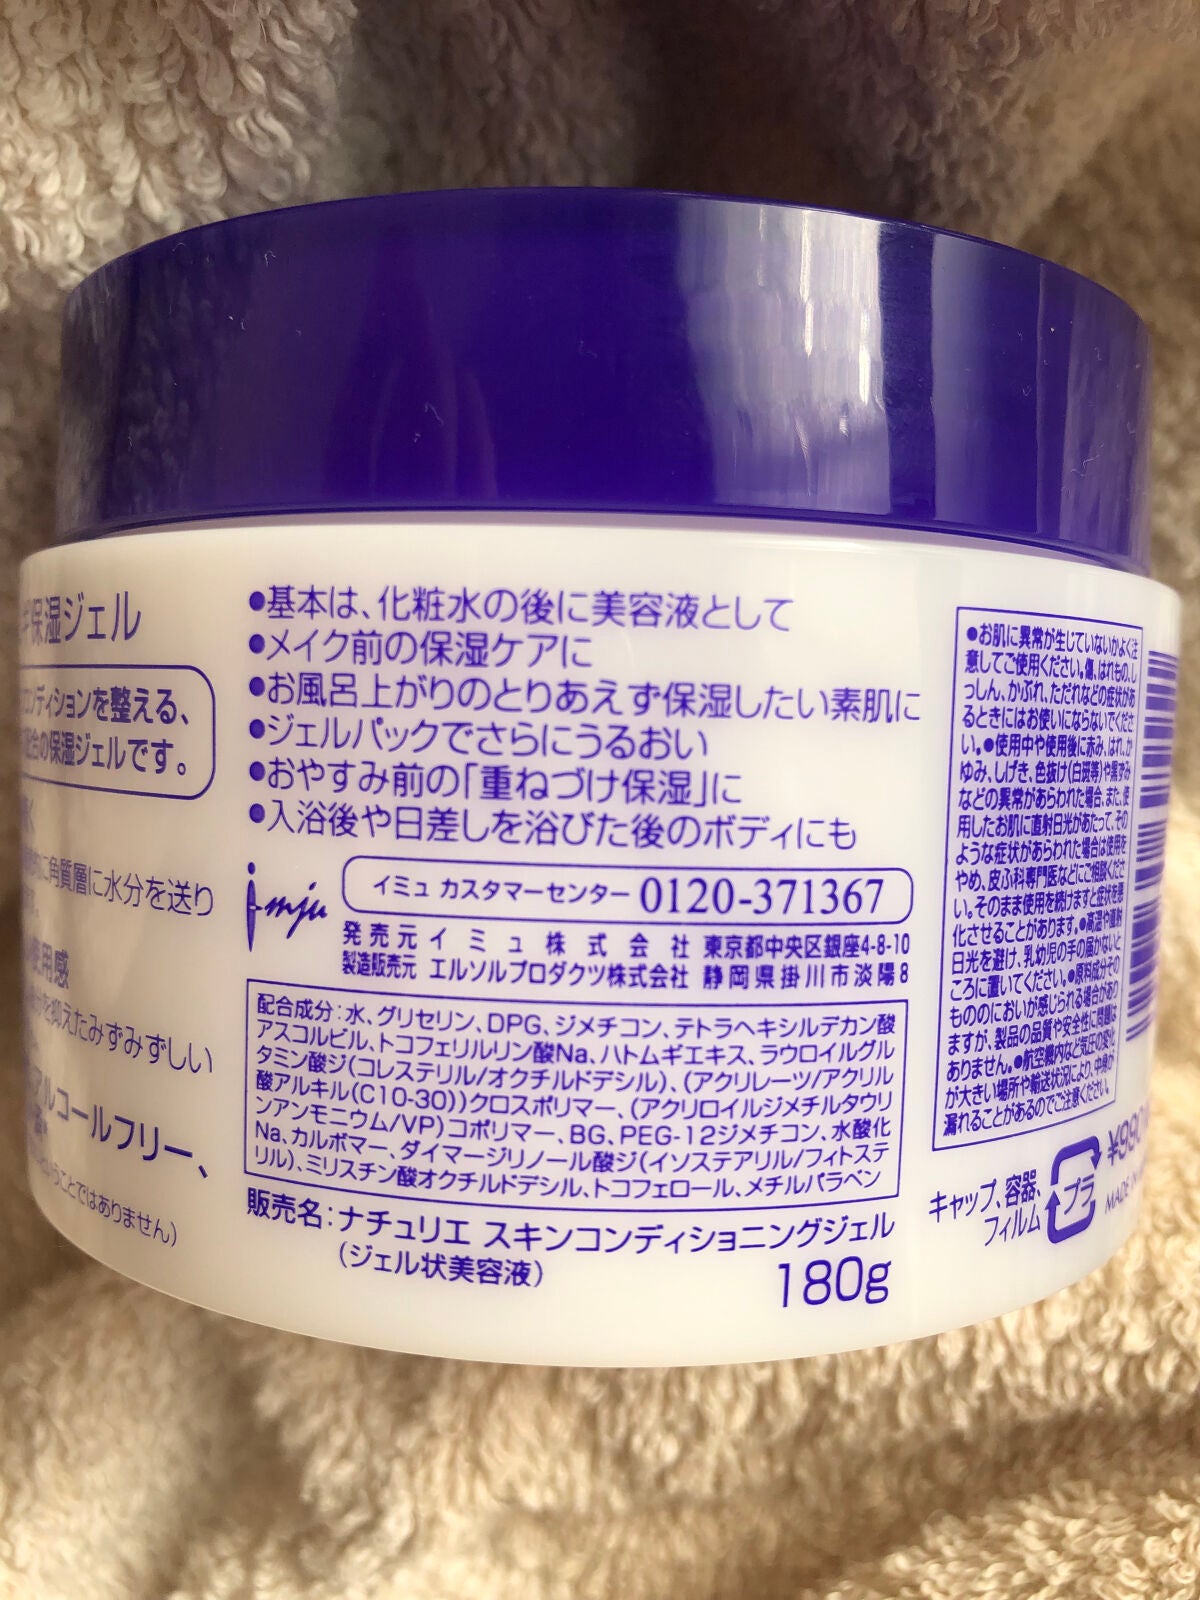 保湿ジェル
コンディションを整える、
配合の保湿ジェルです。
に角質層に水分を送り
使用感
を抑えたみずみずしい
アルコールフリー、
ということではありません)
●基本は、化粧水の後に美容液として
●メイク前の保湿ケアに
●お風呂上がりのとりあえず保湿したい素肌に
●ジェルパックでさらにうるおい
●おやすみ前の「重ねづけ保湿」に
●入浴後や日差しを浴びた後のボディにも
imju
イミュ カスタマーセンター 0120-371367
発売元 イミュ株式会社 東京都中央区銀座4-8-10
製造販売元 エルソルプロダクツ株式会社 静岡県掛川市淡陽8
配合成分:水、グリセリン、DPG、ジメチコン、テトラヘキシルデカン酸
アスコルビル、トコフェリルリン酸Na、ハトムギエキス、ラウロイルグル
タミン酸ジ(コレステリル/オクチルドデシル)、(アクリレーツ/アクリル
酸アルキル(C10-30))クロスポリマー、(アクリロイルジメチルタウリ
ンアンモニウム/VP)コポリマー、BG、PEG-12ジメチコン、水酸化
Na、カルボマー、ダイマージリノール酸ジ(イソステアリル/フィトステ
リル)、ミリスチン酸オクチルドデシル、トコフェロール、メチルパラベン
販売名:ナチュリエ スキンコンディショニングジェル
(ジェル状美容液)
180g
●お肌に異常が生じていないかよく注
意してご使用ください。傷、はれもの、し
っしん、かぶれ、ただれなどの症状があ
るときにはお使いにならないでくださ
い。●使用中や使用後に赤み、はれ、か
ゆみ、しげき、色抜け(白斑等)や黒ずみ
などの異常があらわれた場合、また、使
用したお肌に直射日光があたって、その
ような症状があらわれた場合は使用を
やめ、皮ふ科専門医などにご相談くださ
い。そのまま使用を続けますと症状を悪
化させることがあります。●高温や直射
日光を避け、乳幼児の手の届かないと
ころに置いてください。●原料成分その
もののにおいが感じられる場合があり
ますが、製品の品質や安全性に問題は
ありません。●航空機内など気圧の変化
が大きい場所や輸送状況により、中身が
漏れることがあるのでご注意ください。
キャップ、容器、
フィルム
プラ
¥990
MADE